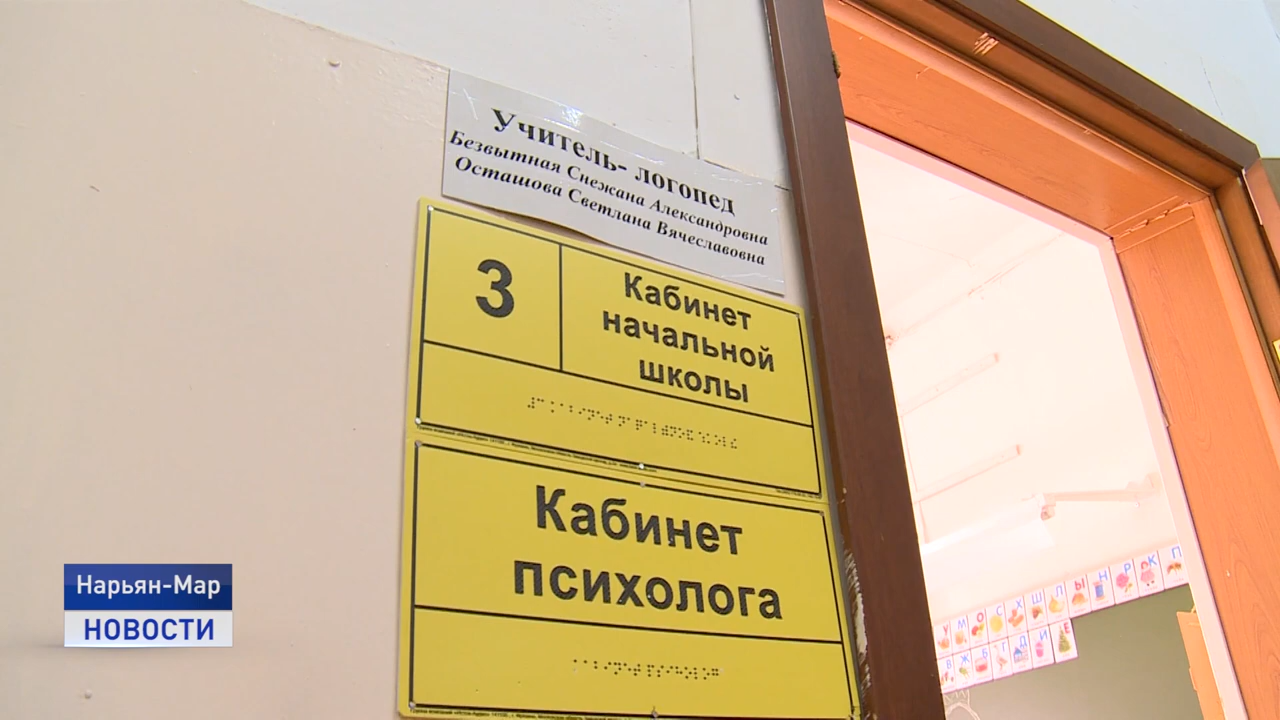 Учитель- логопед
Безвытная Снежана Александровна
Осташова Светлана Вячеславовна
3
Кабинет
начальной
школы
Кабинет
психолога
Нарьян-Мар
НОВОСТИ
У М О С Х Ш Л Ы Н Р К П
В Ж Б Г Д И Ё